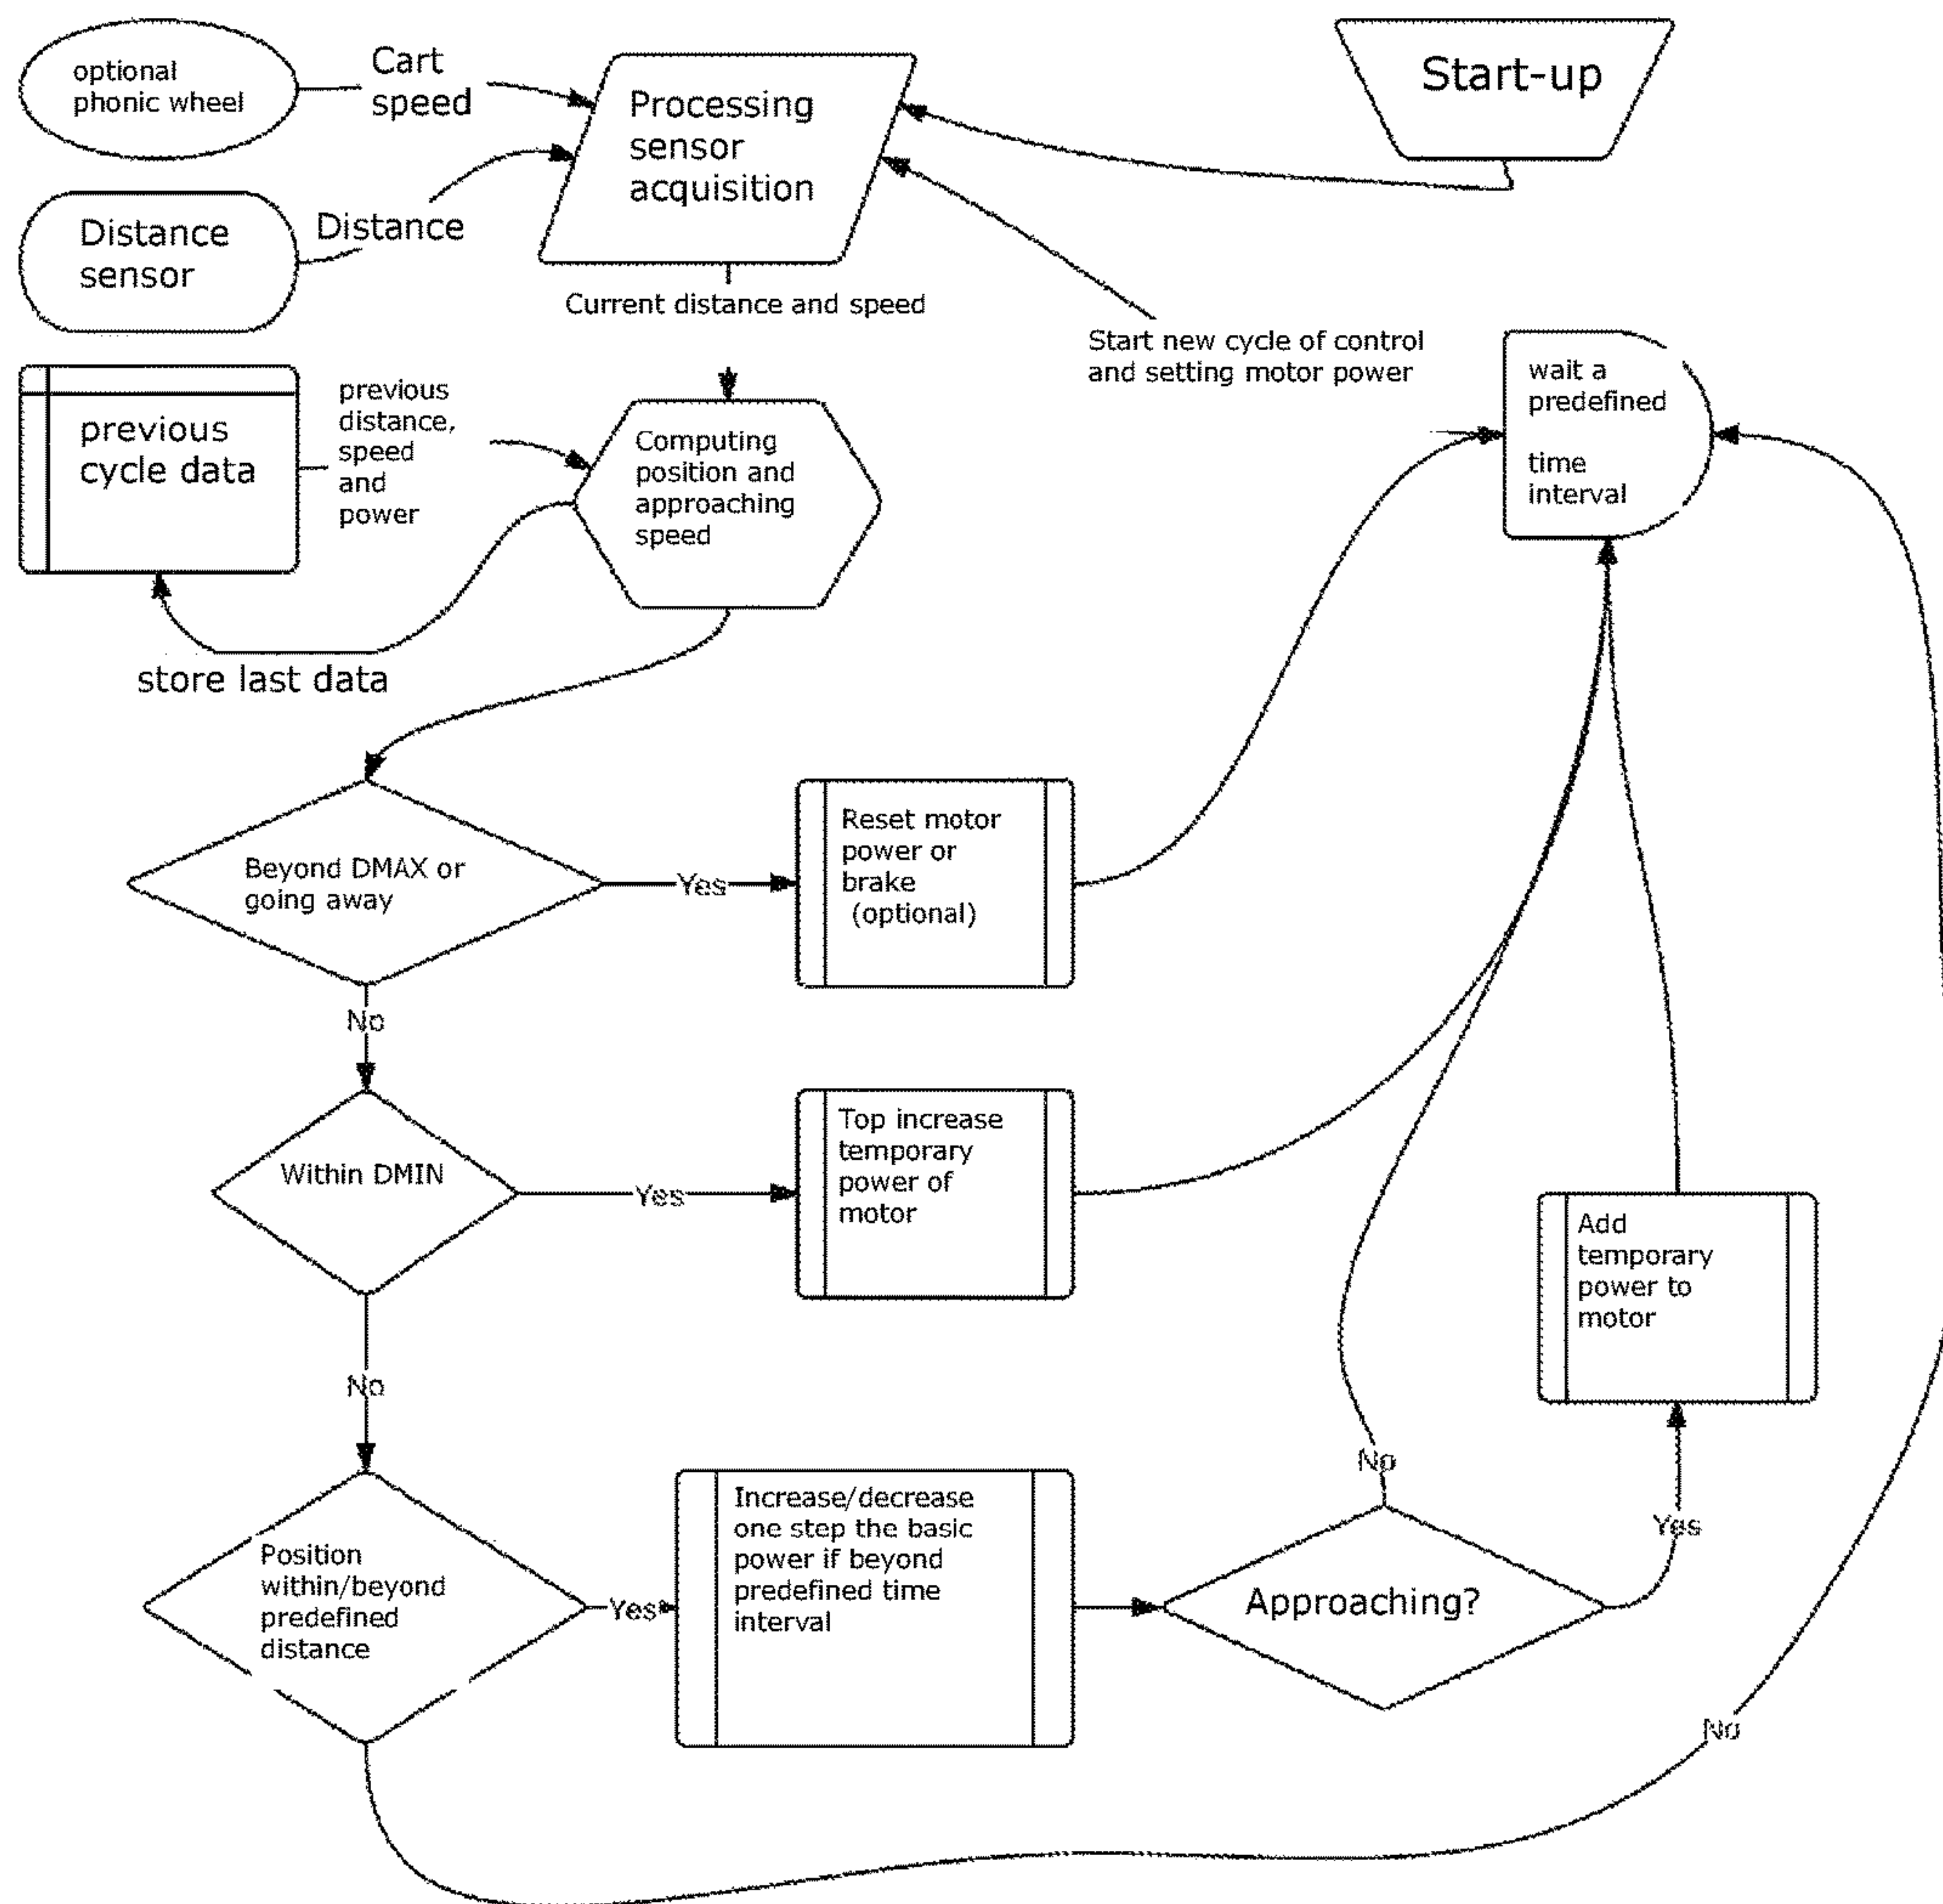 optional
phonic wheel
Cart
speed
Processing
sensor
acquisition
Start-up
Distance
sensor
Distance
Current distance and speed
Start new cycle of control
and setting motor power
wait a
predefined
time
interval
previous
cycle data
previous
distance,
speed
and
power
Computing
position and
approaching
speed
store last data
Beyond DMAX or
going away
Yes
Reset motor
power or
brake
(optional)
No
Within DMIN
Yes
Top increase
temporary
power of
motor
Add
temporary
power to
motor
No
No
Yes
Position
within/beyond
predefined
distance
Yes
Increase/decrease
one step the basic
power if beyond
predefined time
interval
Approaching?
No